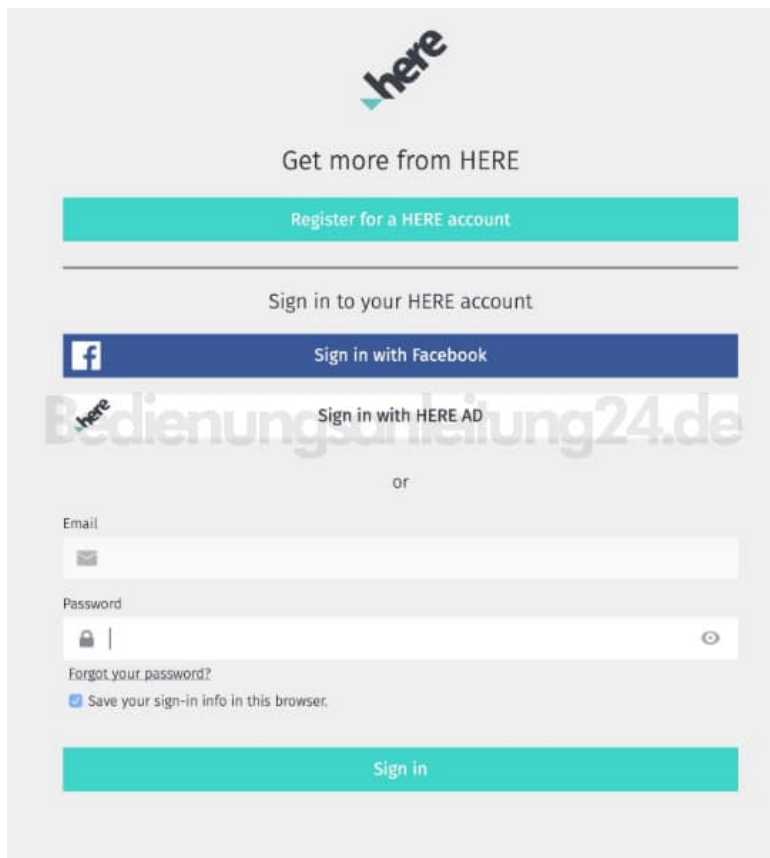 here
Get more from HERE
Register for a HERE account
Sign in to your HERE account
f
Sign in with Facebook
here
Sign in with HERE AD
Bedienungsanleitung24.de
or
Email
Password
Forgot your password?
Save your sign-in info in this browser.
Sign in